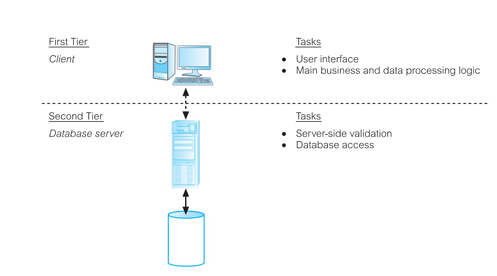 First Tier
Client
Tasks
● User interface
● Main business and data processing logic
Second Tier
Database server
Tasks
● Server-side validation
● Database access